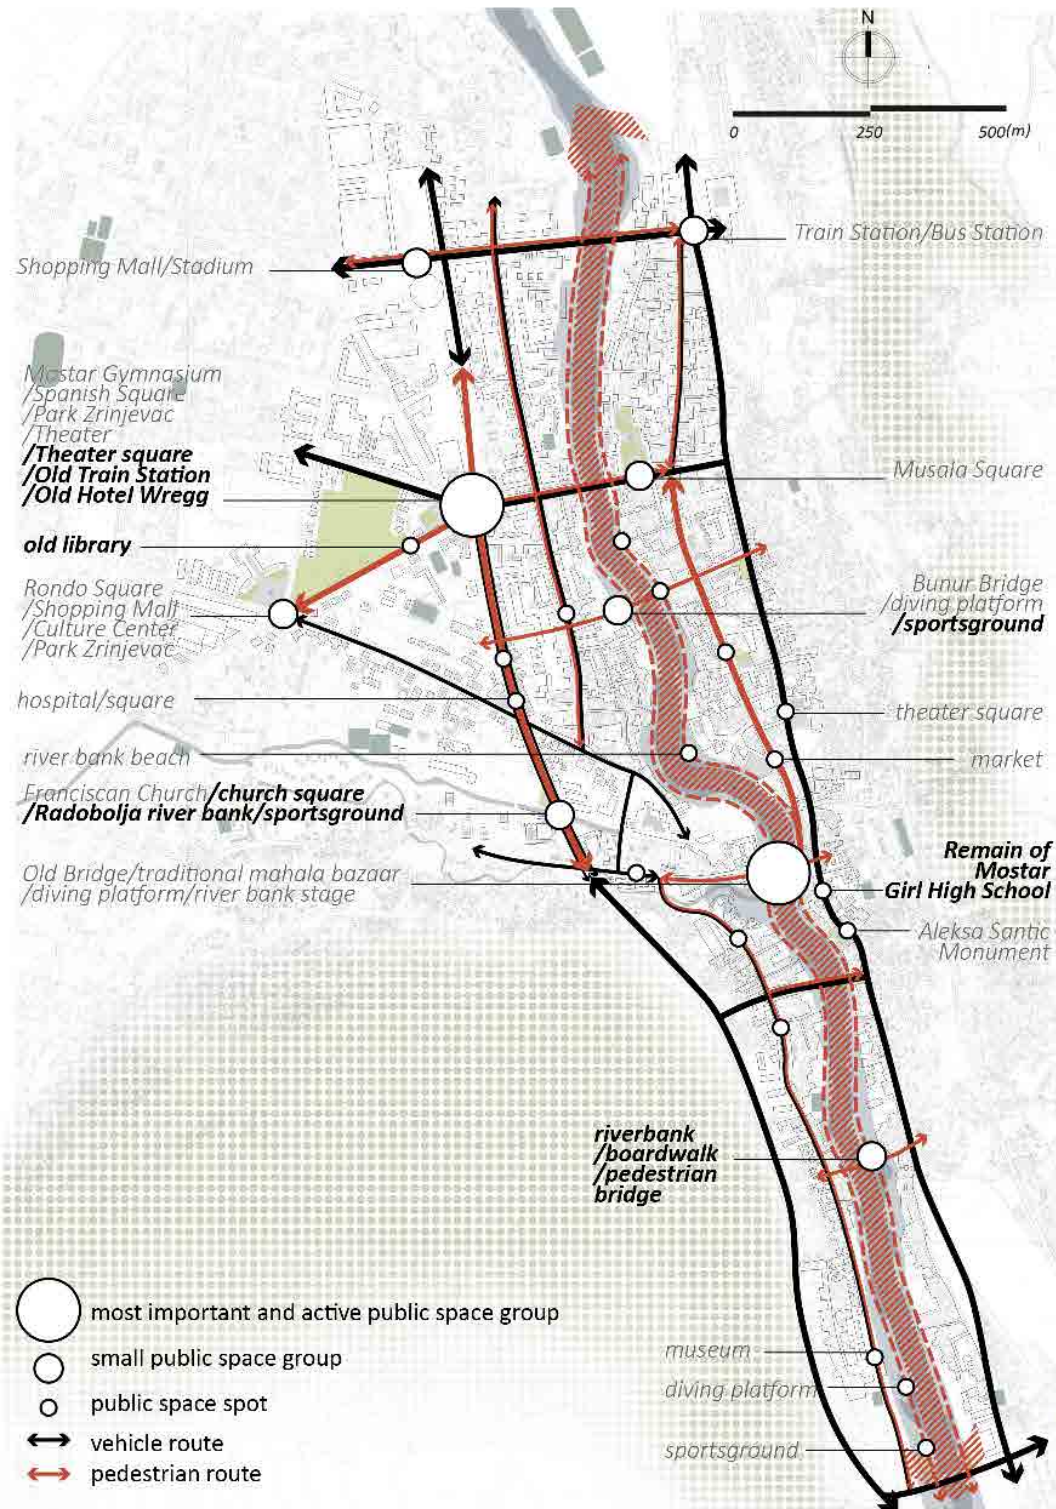 N
0 250 500(m)
Train Station/Bus Station
Shopping Mall/Stadium
Mostar Gymnasium
/Spanish Square
/Park Zrinjevac
/Theater
/Theater square
/Old Train Station
/Old Hotel Wregg
Musala Square
old library
Rondo Square
/Shopping Mall
/Culture Center
/Park Zrinjevac
Bunur Bridge
/diving platform
/sportsground
hospital/square
theater square
river bank beach
market
Franciscan Church/church square
/Radobolja river bank/sportsground
Old Bridge/traditional mahala bazaar
/diving platform/river bank stage
Remain of
Mostar
Girl High School
Aleksa Santic
Monument
riverbank
/boardwalk
/pedestrian
bridge
museum
diving platform
sportsground
most important and active public space group
small public space group
public space spot
vehicle route
pedestrian route